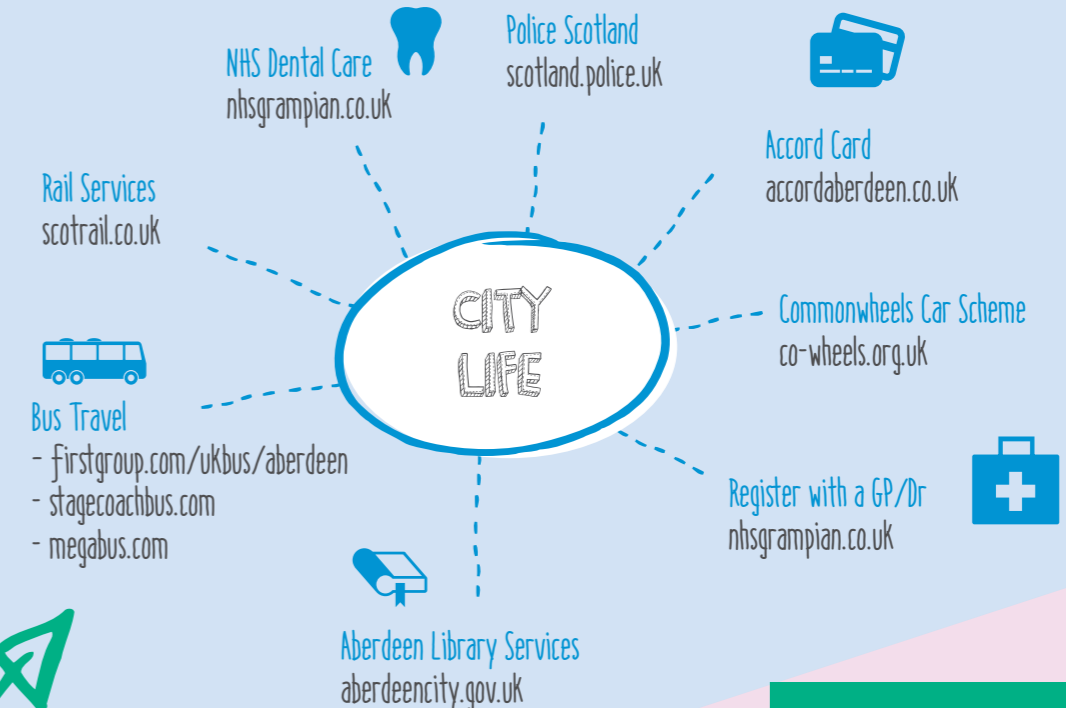 NHS Dental Care
nhsgrampian.co.uk
Police Scotland
scotland.police.uk
Accord Card
accordaberdeen.co.uk
Rail Services
scotrail.co.uk
CITY
LIFE
Commonwheels Car Scheme
co-wheels.org.uk
Bus Travel
- firstgroup.com/ukbus/aberdeen
- stagecoachbus.com
- megabus.com
Register with a GP/Dr
nhsgrampian.co.uk
Aberdeen Library Services
aberdeencity.gov.uk